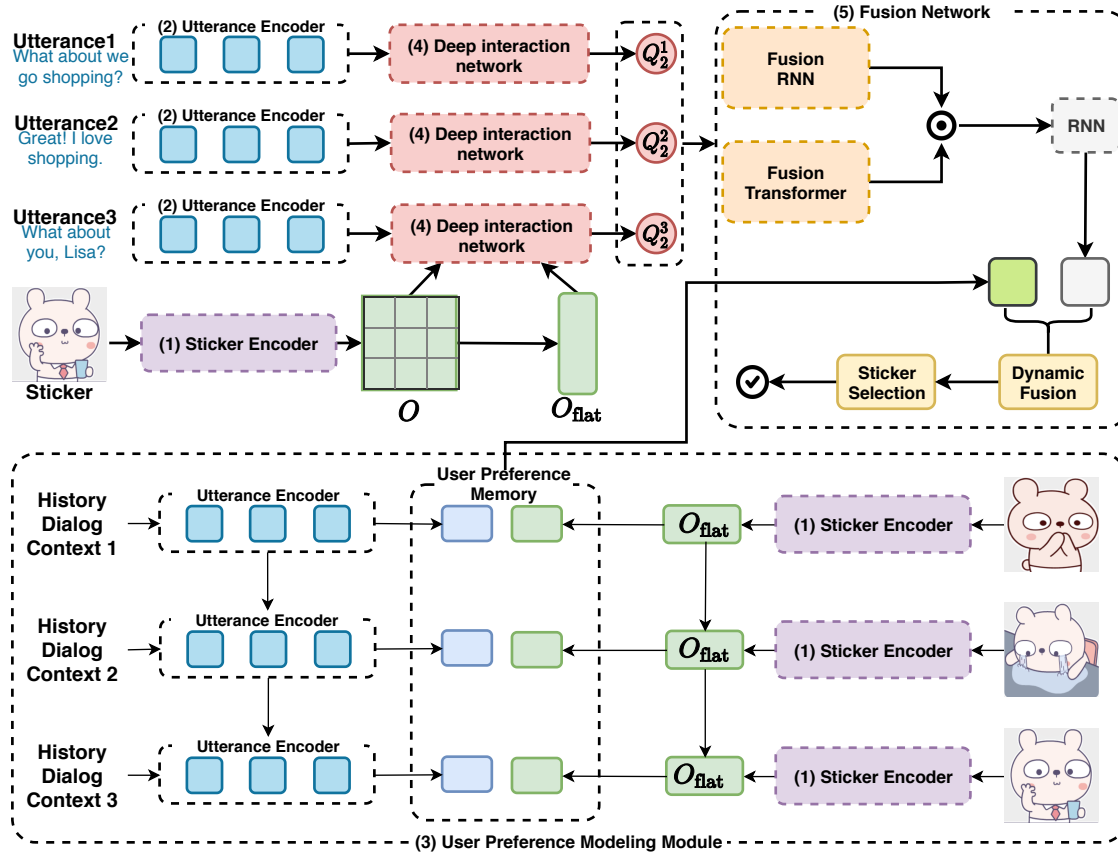 Utterance1
What about we
go shopping?
(2) Utterance Encoder
(4) Deep interaction
network
Q_2^1
Utterance2
Great! I love
shopping.
(2) Utterance Encoder
(4) Deep interaction
network
Q_2^2
Utterance3
What about
you, Lisa?
(2) Utterance Encoder
(4) Deep interaction
network
Q_2^3
Sticker
(1) Sticker Encoder
O
O_flat
(5) Fusion Network
Fusion
RNN
Fusion
Transformer
RNN
Sticker
Selection
Dynamic
Fusion
User Preference
Memory
History
Dialog
Context 1
Utterance Encoder
O_flat
(1) Sticker Encoder
History
Dialog
Context 2
Utterance Encoder
O_flat
(1) Sticker Encoder
History
Dialog
Context 3
Utterance Encoder
O_flat
(1) Sticker Encoder
(3) User Preference Modeling Module